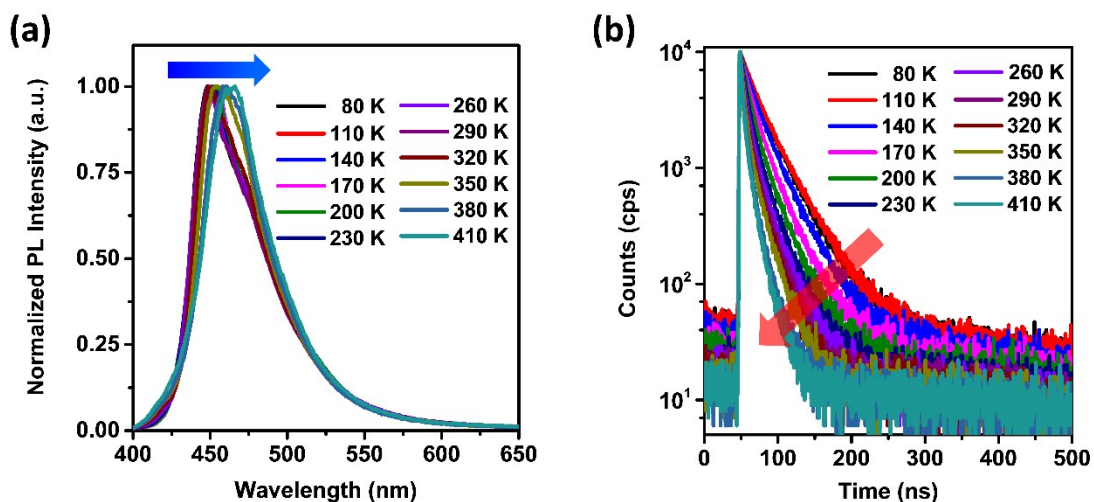 (a)
Normalized PL Intensity (a.u.)
1.00
0.75
0.50
0.25
0.00
80 K
110 K
140 K
170 K
200 K
230 K
260 K
290 K
320 K
350 K
380 K
410 K
400 450 500 550 600 650
Wavelength (nm)
(b)
Counts (cps)
10⁴
10³
10²
10¹
80 K
110 K
140 K
170 K
200 K
230 K
260 K
290 K
320 K
350 K
380 K
410 K
0 100 200 300 400 500
Time (ns)